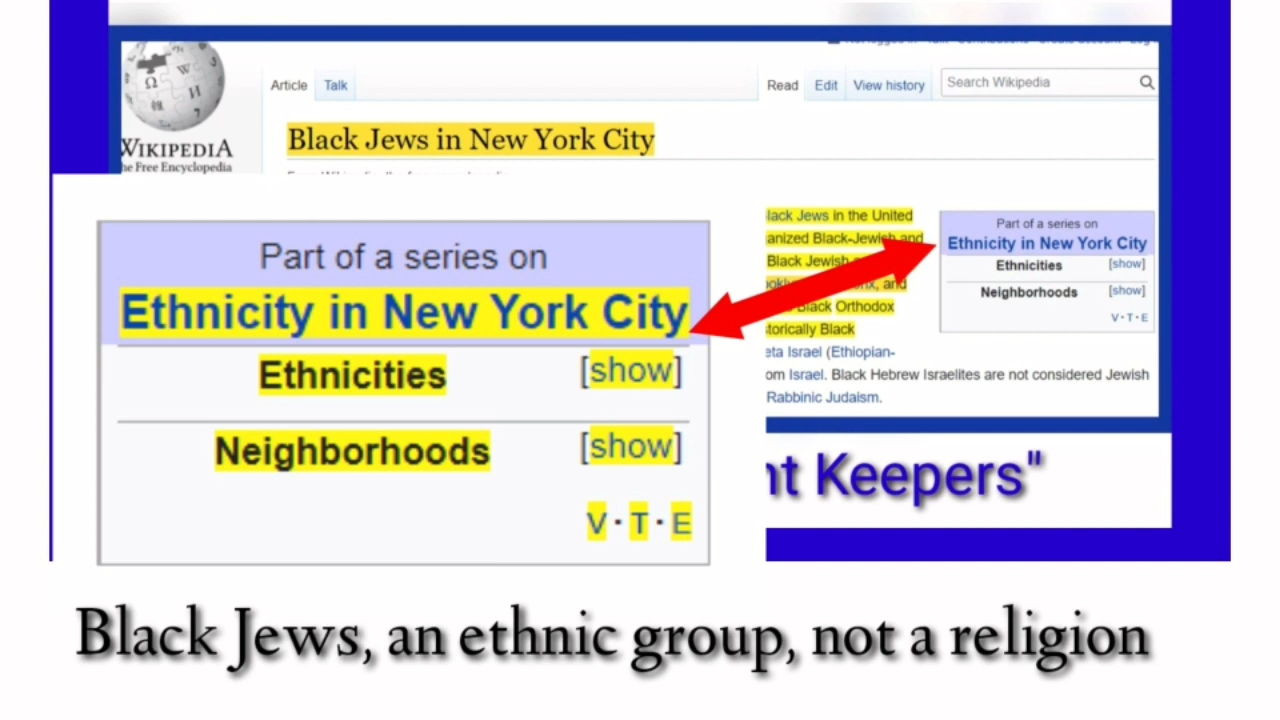 WIKIPEDIA
he Free Encyclopedia
Article Talk
Read Edit View history
Search Wikipedia
Black Jews in New York City
Part of a series on
Ethnicity in New York City
Ethnicities [show]
Neighborhoods [show]
V · T · E
lack Jews in the United
anized Black-Jewish and
Black Jewish
and
Black Orthodox
torically Black
eta Israel (Ethiopian-
om Israel. Black Hebrew Israelites are not considered Jewish
Rabbinic Judaism.
Part of a series on
Ethnicity in New York City
Ethnicities [show]
Neighborhoods [show]
V · T · E
nt Keepers"
Black Jews, an ethnic group, not a religion